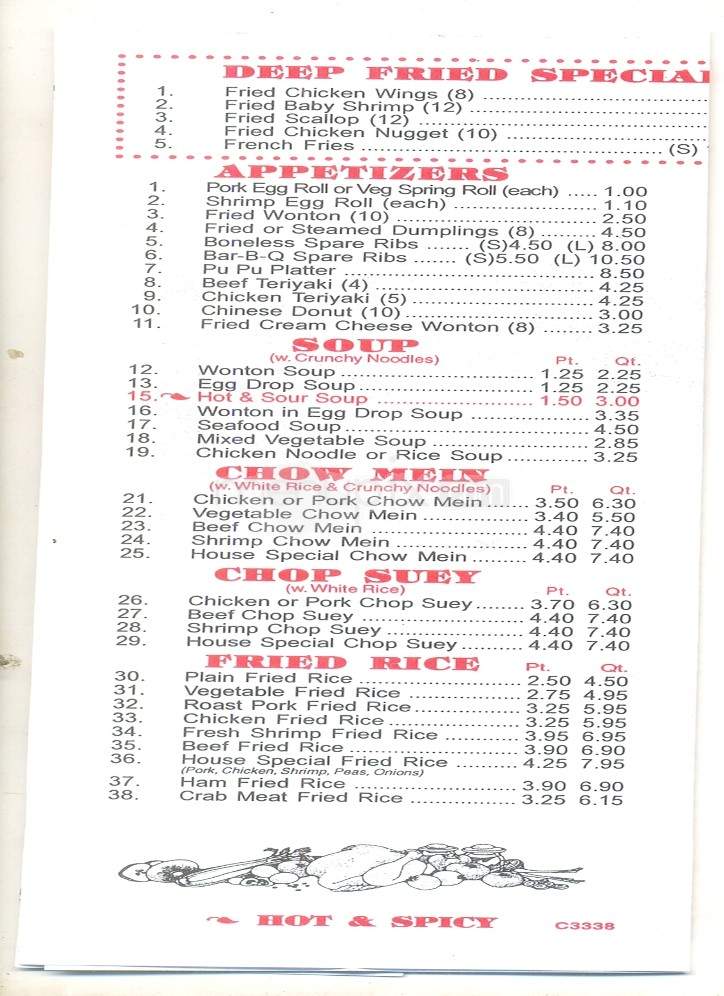 DEEP FRIED SPECIAL
1. Fried Chicken Wings (8) ....................................
2. Fried Baby Shrimp (12) ....................................
3. Fried Scallop (12) ....................................
4. Fried Chicken Nugget (10) ..............................
5. French Fries .......................................... (S)
APPETIZERS
1. Pork Egg Roll or Veg Spring Roll (each) ..... 1.00
2. Shrimp Egg Roll (each) ..................... 1.10
3. Fried Wonton (10) ............................. 2.50
4. Fried or Steamed Dumplings (8) ........ 4.50
5. Boneless Spare Ribs ....... (S)4.50 (L) 8.00
6. Bar-B-Q Spare Ribs ....... (S)5.50 (L) 10.50
7. Pu Pu Platter ..................................... 8.50
8. Beef Teriyaki (4) ................................ 4.25
9. Chicken Teriyaki (5) ........................... 4.25
10. Chinese Donut (10) ........................... 3.00
11. Fried Cream Cheese Wonton (8) ....... 3.25
SOUP
(w. Crunchy Noodles) Pt. Qt.
12. Wonton Soup ............................ 1.25 2.25
13. Egg Drop Soup ......................... 1.25 2.25
15. Hot & Sour Soup ...................... 1.50 3.00
16. Wonton in Egg Drop Soup ................. 3.35
17. Seafood Soup ................................... 4.50
18. Mixed Vegetable Soup ...................... 2.85
19. Chicken Noodle or Rice Soup ............ 3.25
CHOW MEIN
(w. White Rice & Crunchy Noodles) Pt. Qt.
21. Chicken or Pork Chow Mein ...... 3.50 6.30
22. Vegetable Chow Mein ............... 3.40 5.50
23. Beef Chow Mein ....................... 4.40 7.40
24. Shrimp Chow Mein ................... 4.40 7.40
25. House Special Chow Mein ........ 4.40 7.40
CHOP SUEY
(w. White Rice) Pt. Qt.
26. Chicken or Pork Chop Suey ....... 3.70 6.30
27. Beef Chop Suey ....................... 4.40 7.40
28. Shrimp Chop Suey ................... 4.40 7.40
29. House Special Chop Suey ......... 4.40 7.40
FRIED RICE Pt. Qt.
30. Plain Fried Rice ....................... 2.50 4.50
31. Vegetable Fried Rice ............... 2.75 4.95
32. Roast Pork Fried Rice .............. 3.25 5.95
33. Chicken Fried Rice .................. 3.25 5.95
34. Fresh Shrimp Fried Rice .......... 3.95 6.95
35. Beef Fried Rice ........................ 3.90 6.90
36. House Special Fried Rice ......... 4.25 7.95
(Pork, Chicken, Shrimp, Peas, Onions)
37. Ham Fried Rice ....................... 3.90 6.90
38. Crab Meat Fried Rice .............. 3.25 6.15
HOT & SPICY C3338